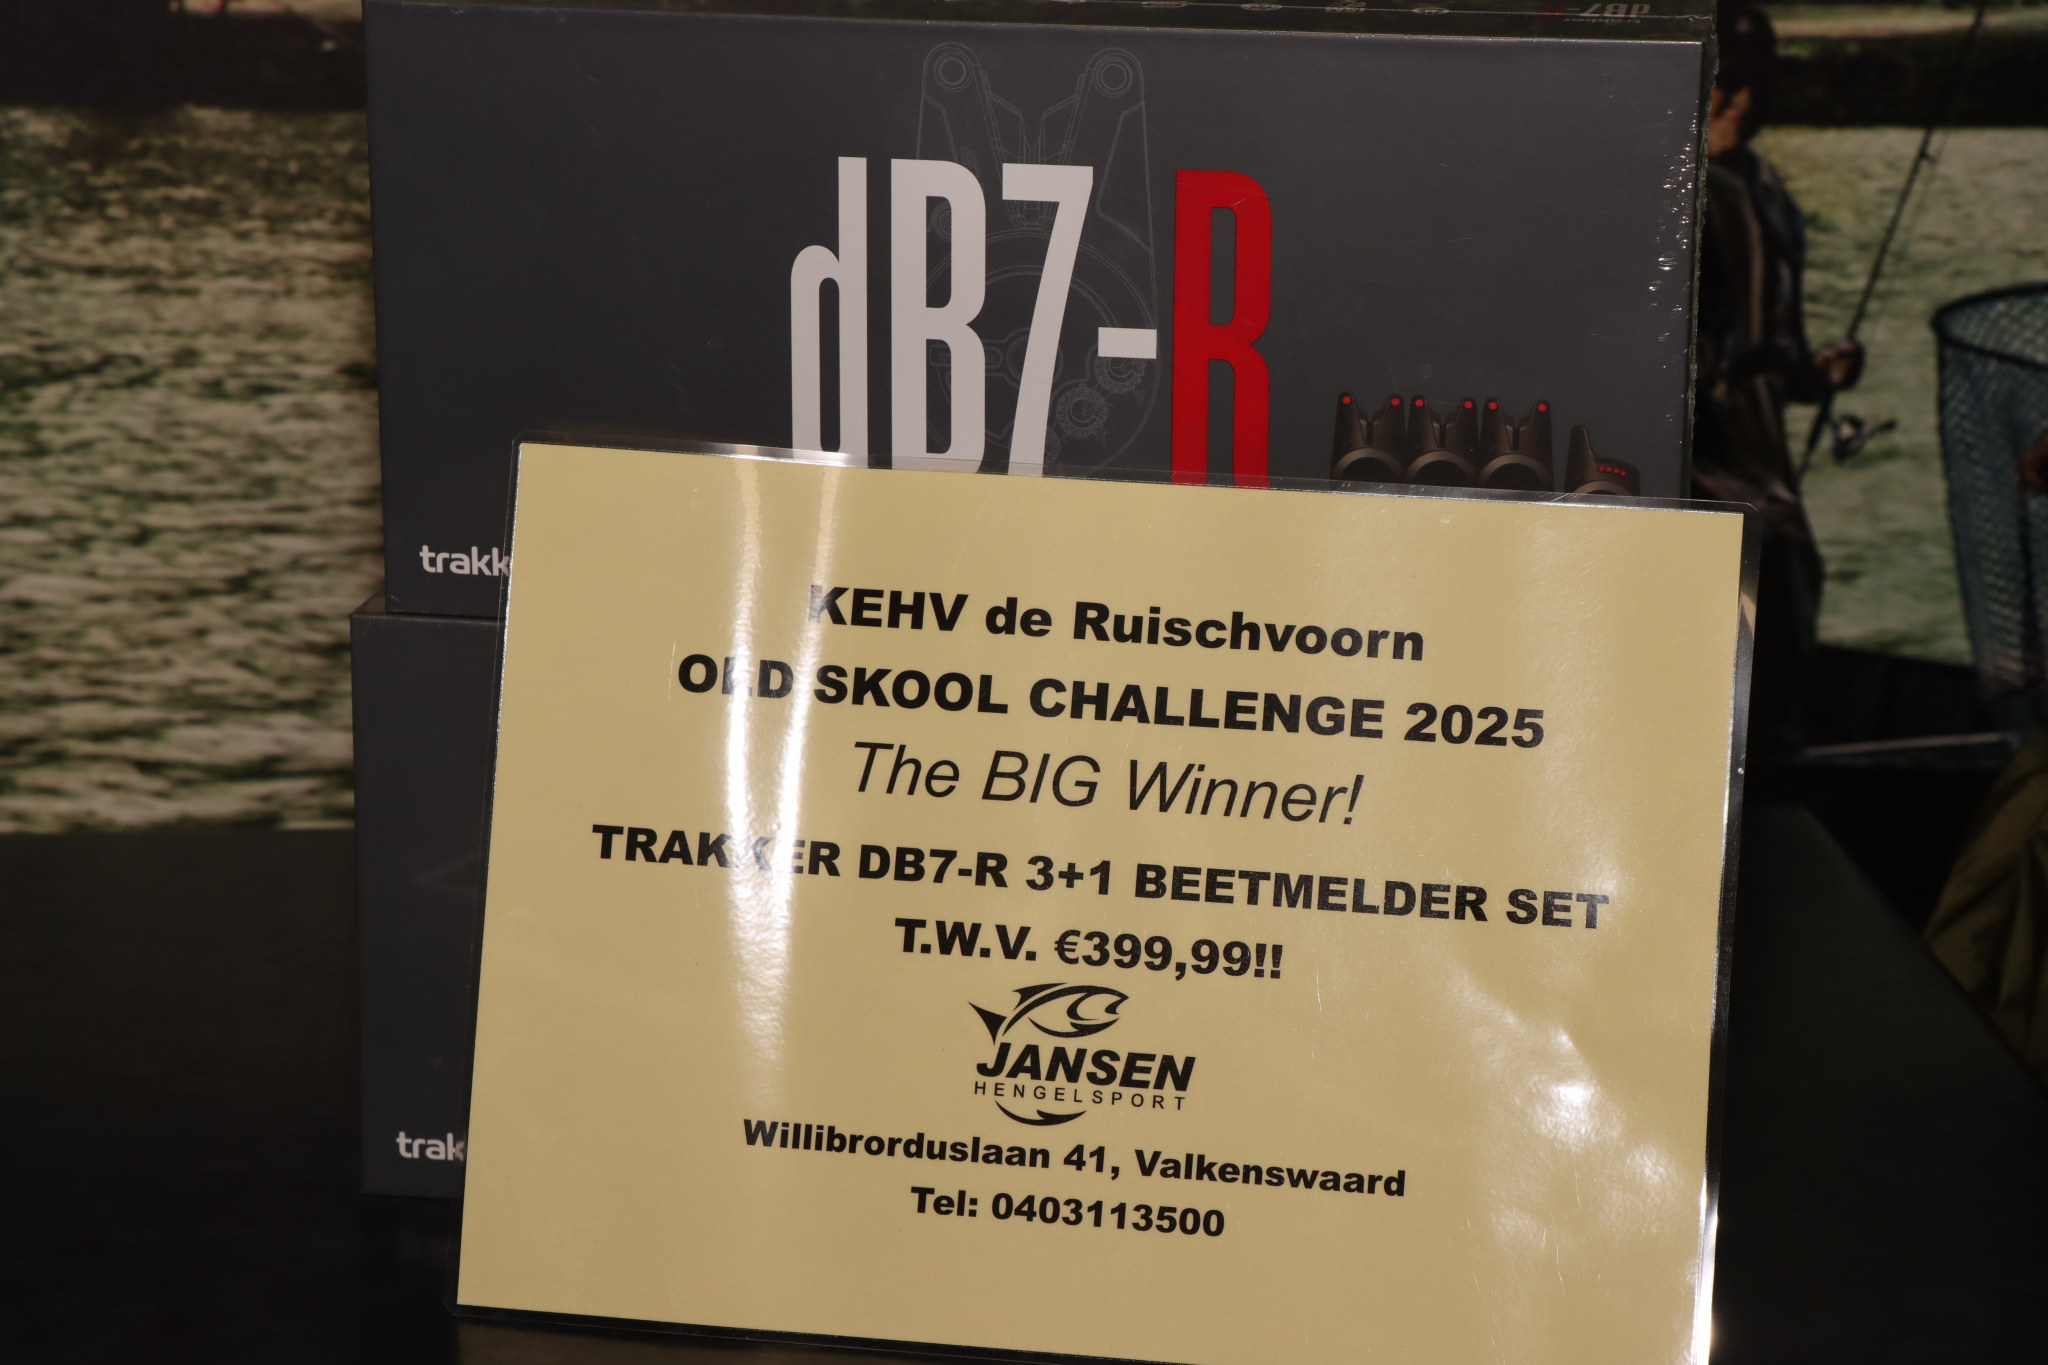 dB7-R
trakk
KEHV de Ruischvoorn
OLD SKOOL CHALLENGE 2025
The BIG Winner!
TRAKKER DB7-R 3+1 BEETMELDER SET
T.W.V. €399,99!!
JANSEN
HENGELSPORT
Willibrorduslaan 41, Valkenswaard
Tel: 0403113500
trak